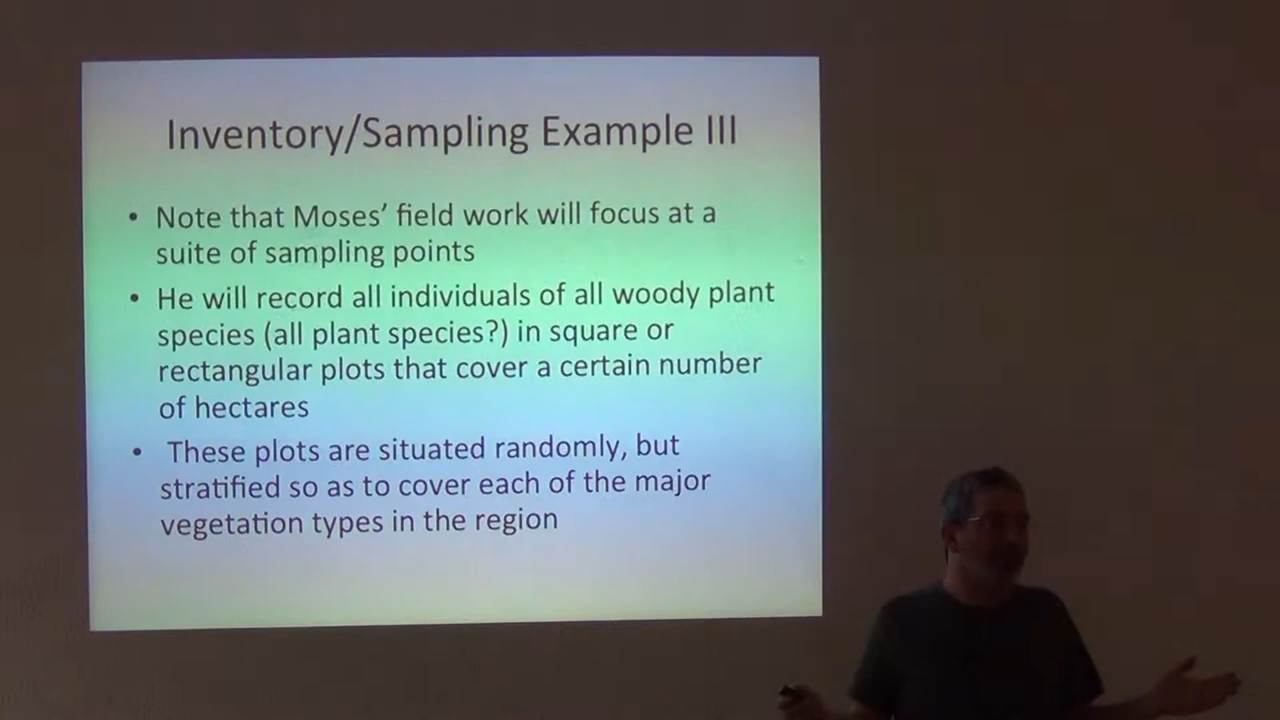 Inventory/Sampling Example III
• Note that Moses’ field work will focus at a
suite of sampling points
• He will record all individuals of all woody plant
species (all plant species?) in square or
rectangular plots that cover a certain number
of hectares
• These plots are situated randomly, but
stratified so as to cover each of the major
vegetation types in the region